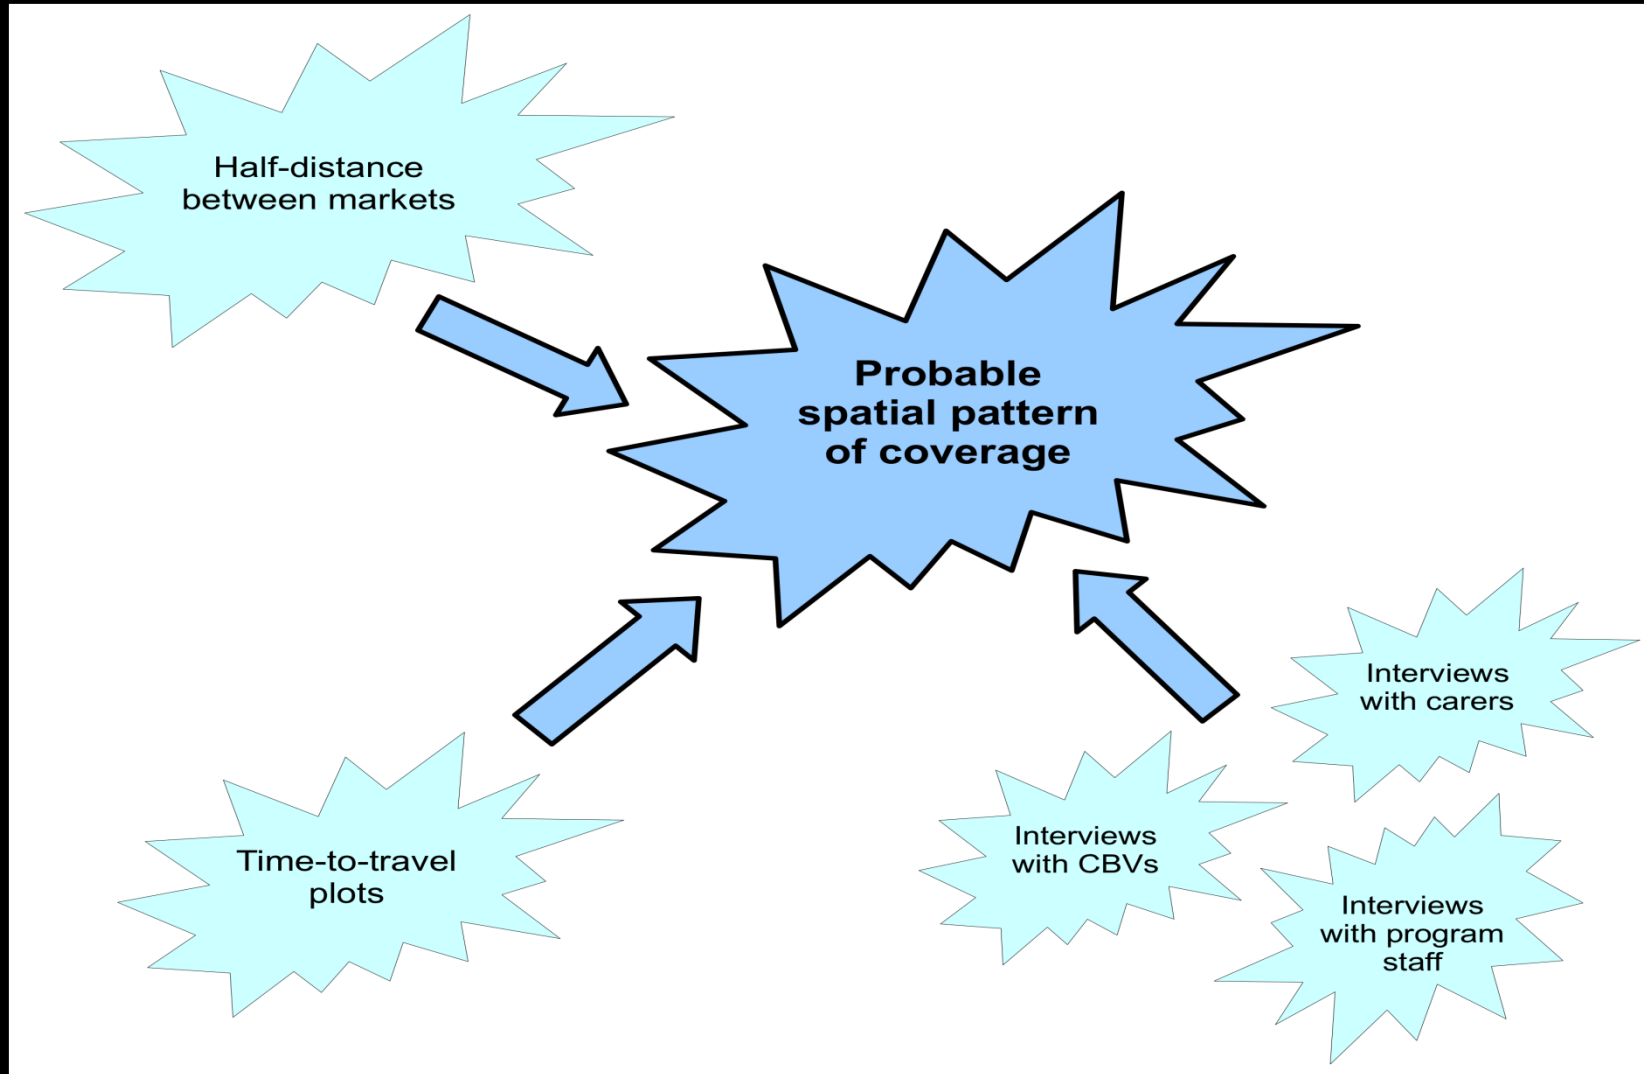 Half-distance
between markets
Probable
spatial pattern
of coverage
Time-to-travel
plots
Interviews
with carers
Interviews
with CBVs
Interviews
with program
staff